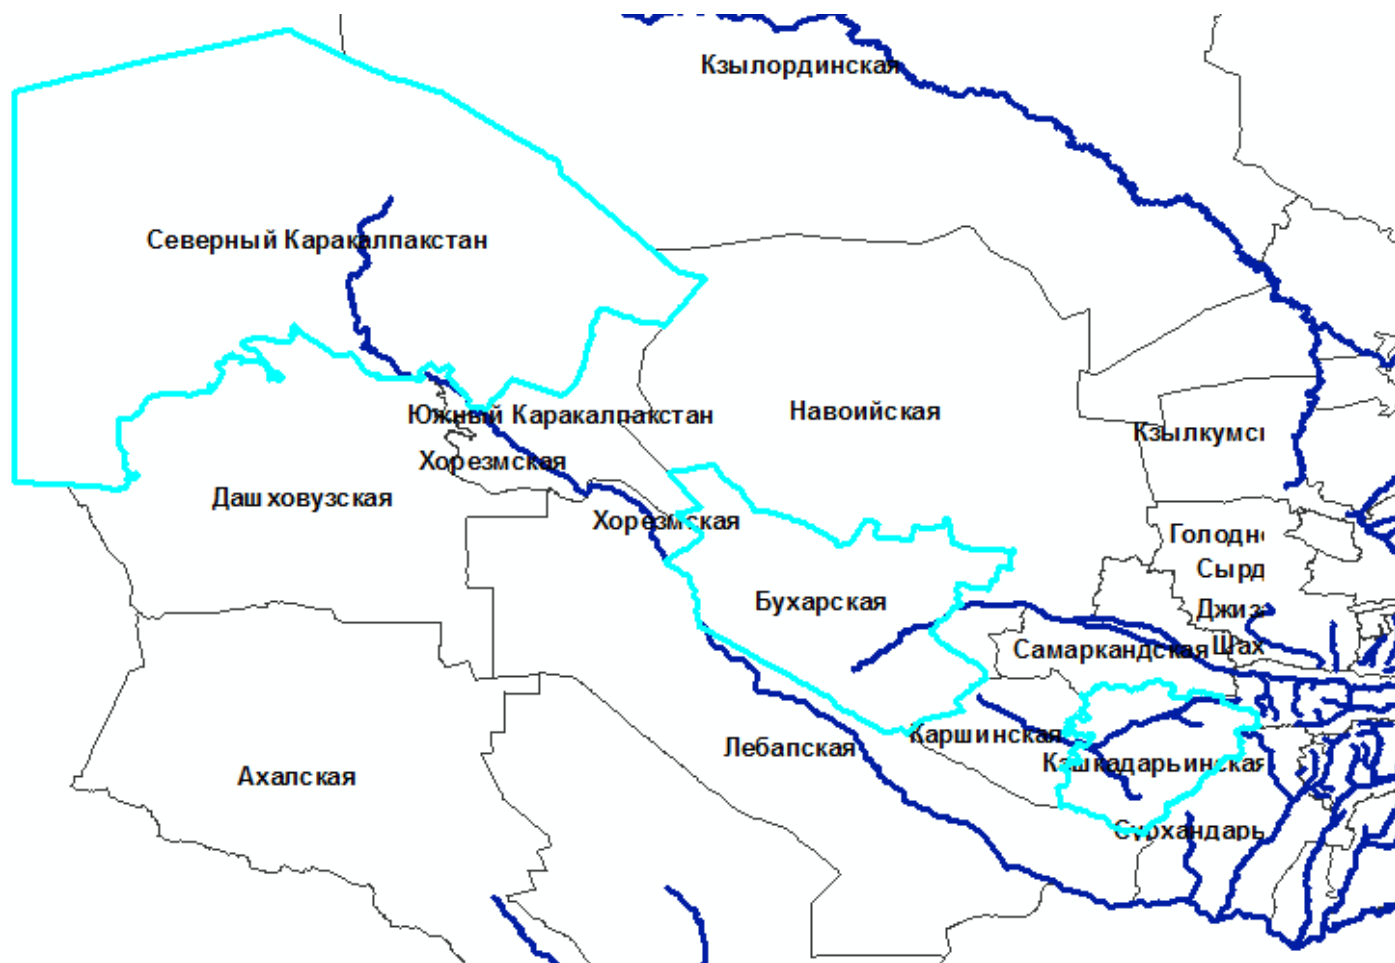 Кзылординская
Северный Каракалпакстан
Южный Каракалпакстан
Навоийская
Кзылкумсı
Хорезмская
Дашховузская
Хорезмская
Голодн
Сырд
Бухарская
Джиз
Самаркандская
Шах
Каршинская
Лебапская
Кашкадарьинская
Ахалская
Сурхандарь